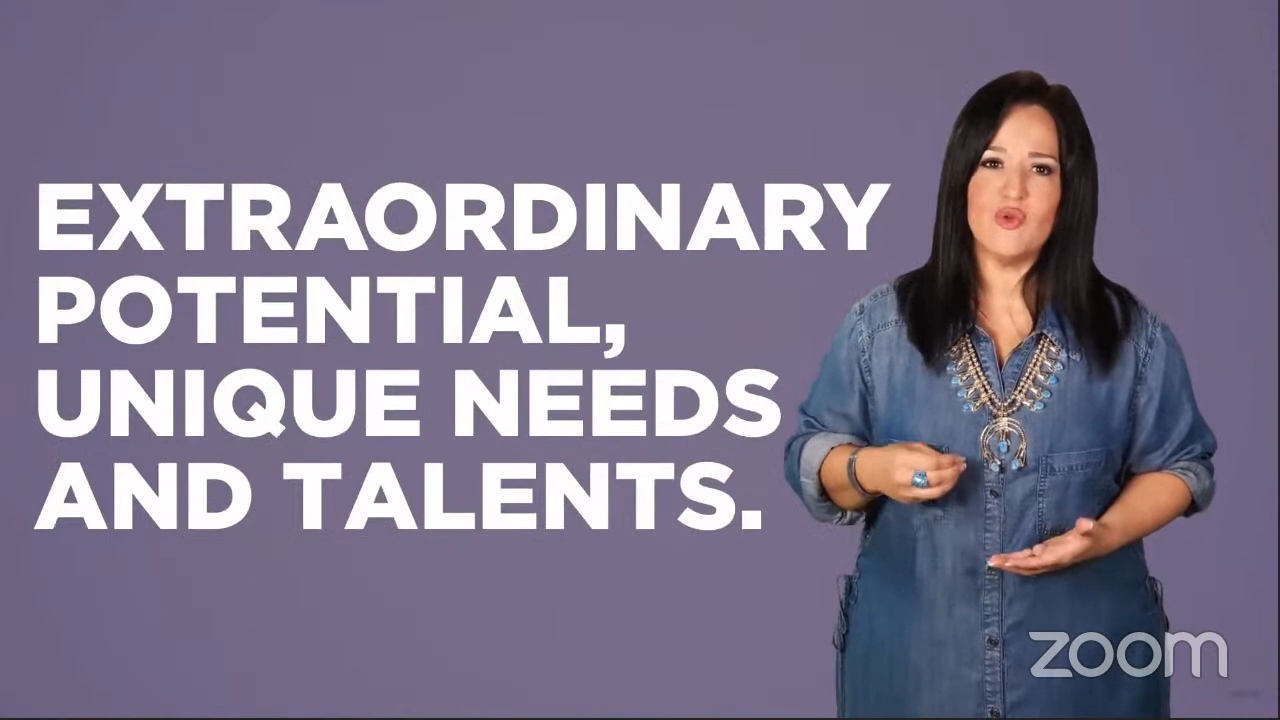 EXTRAORDINARY
POTENTIAL,
UNIQUE NEEDS
AND TALENTS.
zoom